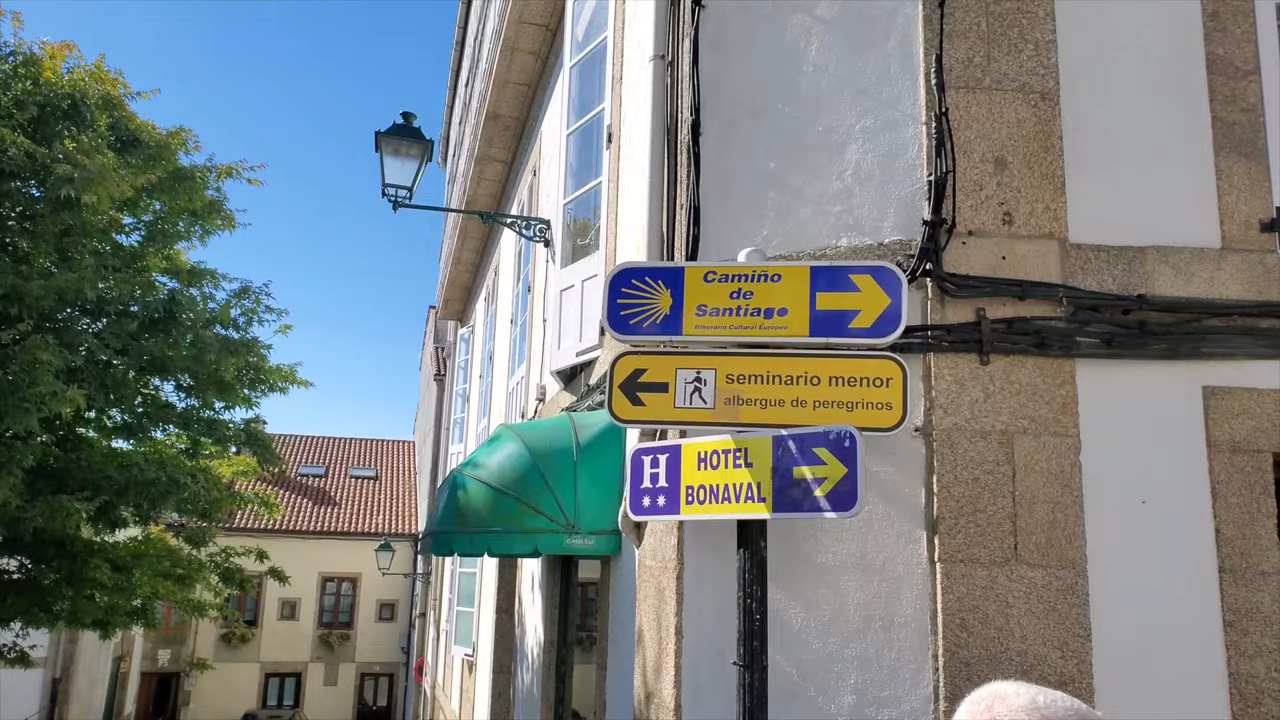 Camiño
de
Santiago
Itinerario Cultural Europeo
seminario menor
albergue de peregrinos
H
HOTEL
BONAVAL